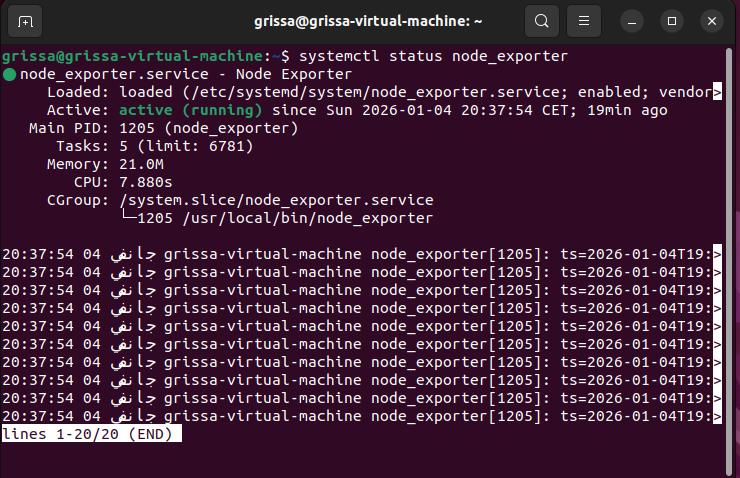 grissa@grissa-virtual-machine: ~
grissa@grissa-virtual-machine:~$ systemctl status node_exporter
● node_exporter.service - Node Exporter
Loaded: loaded (/etc/systemd/system/node_exporter.service; enabled; vendor>
Active: active (running) since Sun 2026-01-04 20:37:54 CET; 19min ago
Main PID: 1205 (node_exporter)
Tasks: 5 (limit: 6781)
Memory: 21.0M
CPU: 7.880s
CGroup: /system.slice/node_exporter.service
└─1205 /usr/local/bin/node_exporter
20:37:54 04 جانفي grissa-virtual-machine node_exporter[1205]: ts=2026-01-04T19:>
20:37:54 04 جانفي grissa-virtual-machine node_exporter[1205]: ts=2026-01-04T19:>
20:37:54 04 جانفي grissa-virtual-machine node_exporter[1205]: ts=2026-01-04T19:>
20:37:54 04 جانفي grissa-virtual-machine node_exporter[1205]: ts=2026-01-04T19:>
20:37:54 04 جانفي grissa-virtual-machine node_exporter[1205]: ts=2026-01-04T19:>
20:37:54 04 جانفي grissa-virtual-machine node_exporter[1205]: ts=2026-01-04T19:>
20:37:54 04 جانفي grissa-virtual-machine node_exporter[1205]: ts=2026-01-04T19:>
20:37:54 04 جانفي grissa-virtual-machine node_exporter[1205]: ts=2026-01-04T19:>
20:37:54 04 جانفي grissa-virtual-machine node_exporter[1205]: ts=2026-01-04T19:>
20:37:54 04 جانفي grissa-virtual-machine node_exporter[1205]: ts=2026-01-04T19:>
lines 1-20/20 (END)